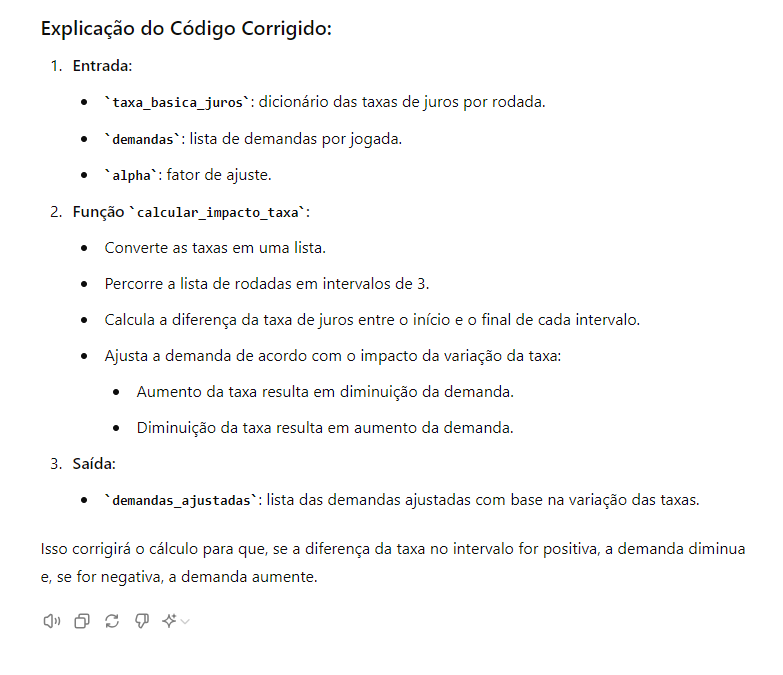 Explicação do Código Corrigido:
1. Entrada:
• `taxa_basica_juros`: dicionário das taxas de juros por rodada.
• `demandas`: lista de demandas por jogada.
• `alpha`: fator de ajuste.
2. Função `calcular_impacto_taxa`:
• Converte as taxas em uma lista.
• Percorre a lista de rodadas em intervalos de 3.
• Calcula a diferença da taxa de juros entre o início e o final de cada intervalo.
• Ajusta a demanda de acordo com o impacto da variação da taxa:
• Aumento da taxa resulta em diminuição da demanda.
• Diminuição da taxa resulta em aumento da demanda.
3. Saída:
• `demandas_ajustadas`: lista das demandas ajustadas com base na variação das taxas.
Isso corrigirá o cálculo para que, se a diferença da taxa no intervalo for positiva, a demanda diminua
e, se for negativa, a demanda aumente.